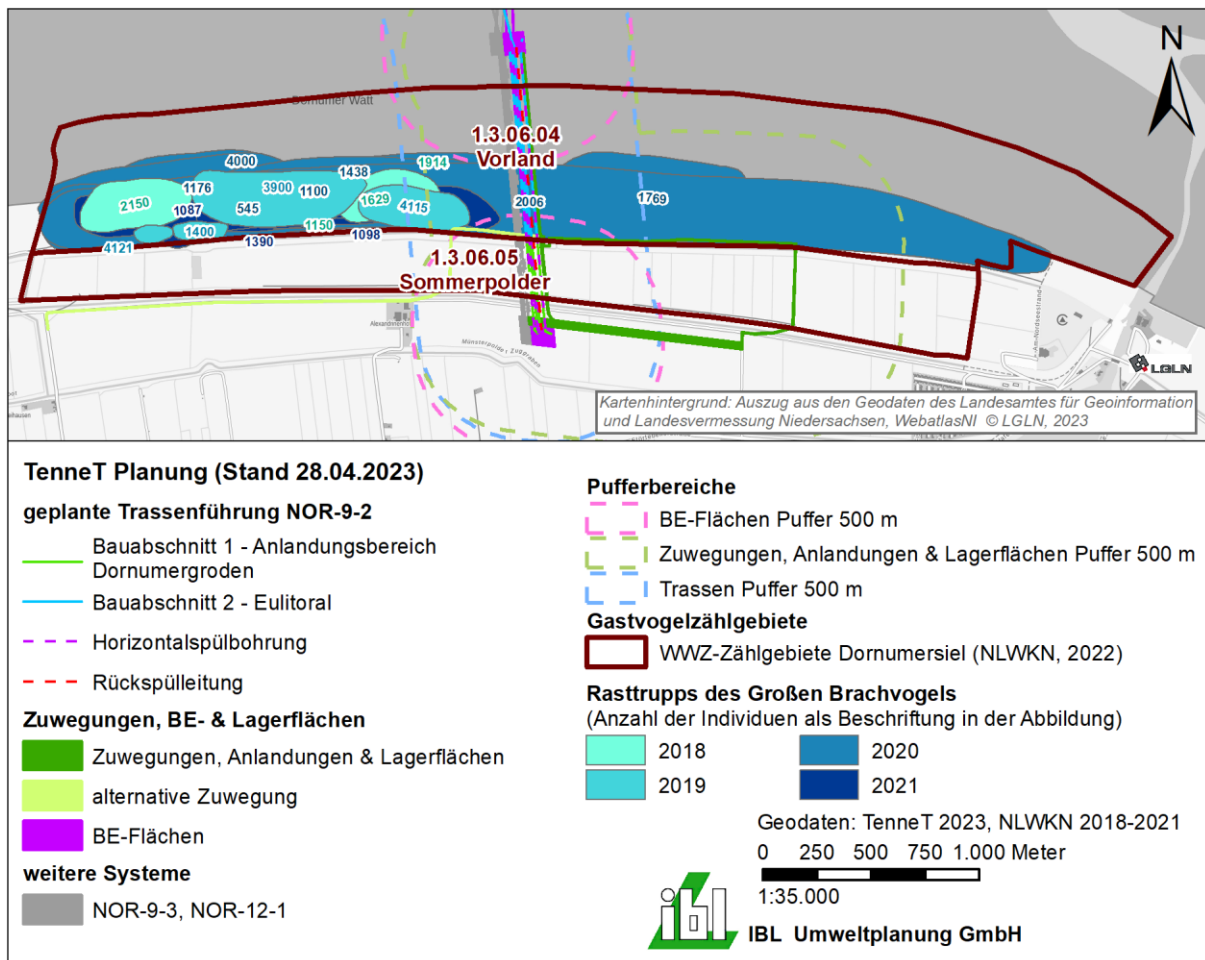 N
Dornumer Watt
1.3.06.04
Vorland
4000
1438
1914
1176
3900
1100
2150
1087
545
1629
4115
2006
1769
1150
1400
4121
1390
1098
1.3.06.05
Sommerpolder
Am Nordseestrand
LGLN
Kartenhintergrund: Auszug aus den Geodaten des Landesamtes für Geoinformation
und Landesvermessung Niedersachsen, WebatlasNI © LGLN, 2023
TenneT Planung (Stand 28.04.2023)
geplante Trassenführung NOR-9-2
Bauabschnitt 1 - Anlandungsbereich
Dornumergroden
Bauabschnitt 2 - Eulitoral
Horizontalspülbohrung
Rückspülleitung
Zuwegungen, BE- & Lagerflächen
Zuwegungen, Anlandungen & Lagerflächen
alternative Zuwegung
BE-Flächen
weitere Systeme
NOR-9-3, NOR-12-1
Pufferbereiche
BE-Flächen Puffer 500 m
Zuwegungen, Anlandungen & Lagerflächen Puffer 500 m
Trassen Puffer 500 m
Gastvogelzählgebiete
WWZ-Zählgebiete Dornumersiel (NLWKN, 2022)
Rasttrupps des Großen Brachvogels
(Anzahl der Individuen als Beschriftung in der Abbildung)
2018
2020
2019
2021
Geodaten: TenneT 2023, NLWKN 2018-2021
0 250 500 750 1.000 Meter
1:35.000
ibl
IBL Umweltplanung GmbH